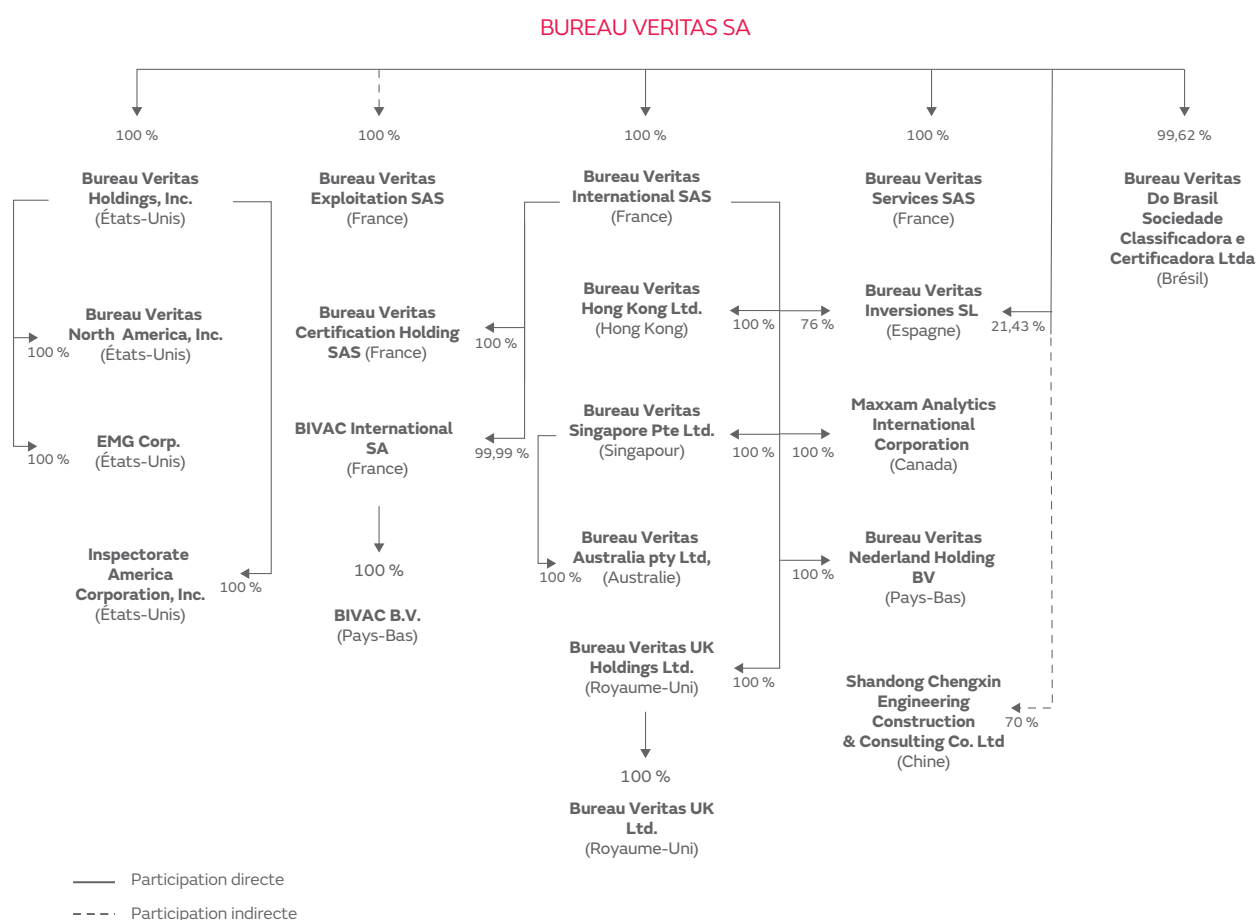 BUREAU VERITAS SA
100 %
100 %
100 %
100 %
99,62 %
Bureau Veritas
Holdings, Inc.
(États-Unis)
Bureau Veritas
Exploitation SAS
(France)
Bureau Veritas
International SAS
(France)
Bureau Veritas
Services SAS
(France)
Bureau Veritas
Do Brasil
Sociedade
Classificadora e
Certificadora Ltda
(Brésil)
Bureau Veritas
North America, Inc.
(États-Unis)
100 %
Bureau Veritas
Certification Holding
SAS (France)
100 %
Bureau Veritas
Hong Kong Ltd.
(Hong Kong)
100 %
76 %
Bureau Veritas
Inversiones SL
(Espagne)
21,43 %
EMG Corp.
(États-Unis)
100 %
BIVAC International
SA
(France)
99,99 %
Bureau Veritas
Singapore Pte Ltd.
(Singapour)
100 %
100 %
Maxxam Analytics
International
Corporation
(Canada)
Inspectorate
America
Corporation, Inc.
(États-Unis)
100 %
100 %
BIVAC B.V.
(Pays-Bas)
Bureau Veritas
Australia pty Ltd,
(Australie)
100 %
100 %
Bureau Veritas
Nederland Holding
BV
(Pays-Bas)
Bureau Veritas UK
Holdings Ltd.
(Royaume-Uni)
100 %
Shandong Chengxin
Engineering
Construction
& Consulting Co. Ltd
(Chine)
70 %
100 %
Bureau Veritas UK
Ltd.
(Royaume-Uni)
Participation directe
Participation indirecte